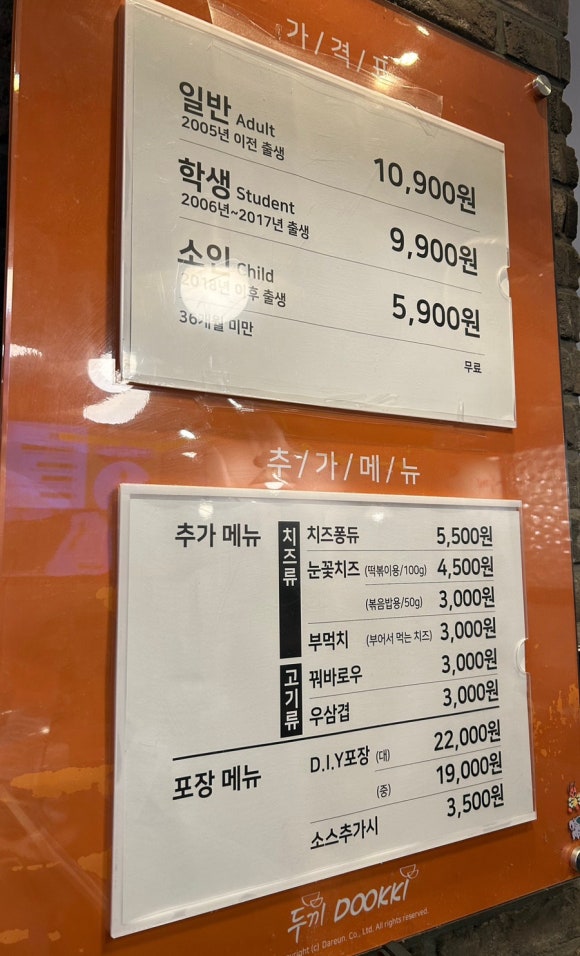 가/격/표
일반 Adult
2005년 이전 출생
10,900원
학생 Student
2006년~2017년 출생
9,900원
소인 Child
2018년 이후 출생
5,900원
36개월 미만
무료
추/가/메/뉴
추가 메뉴
치즈류
치즈퐁듀 5,500원
눈꽃치즈 (떡볶이용/100g) 4,500원
(볶음밥용/50g) 3,000원
부먹치 (부어서 먹는 치즈) 3,000원
고기류
꿔바로우 3,000원
우삼겹 3,000원
포장 메뉴
D.I.Y포장 (대) 22,000원
(중) 19,000원
소스추가시 3,500원
두끼 DOOKKI
(c) Dareun. Co., Ltd. All rights reserved.